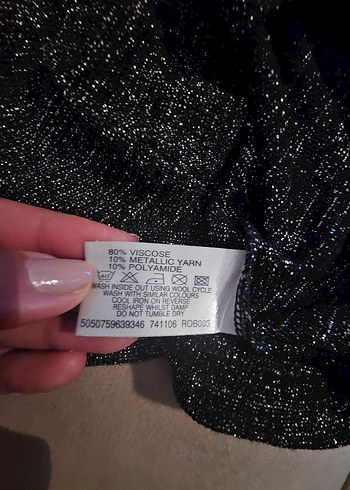 80% VISCOSE
10% METALLIC YARN
10% POLYAMIDE
40
WASH INSIDE OUT USING WOOL CYCLE
WASH WITH SIMILAR COLOURS
COOL IRON ON REVERSE
RESHAPE WHILST DAMP
DO NOT TUMBLE DRY
5050759639346 741106 ROB003